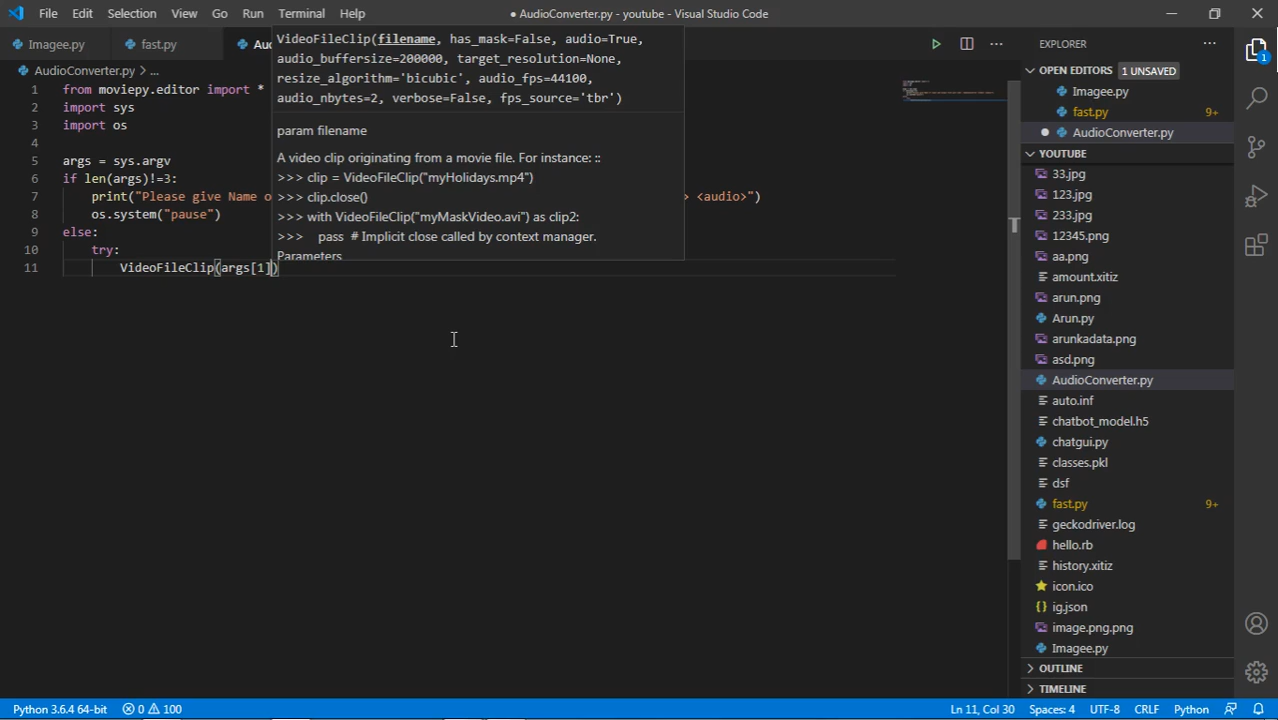 File Edit Selection View Go Run Terminal Help
● AudioConverter.py - youtube - Visual Studio Code
Imagee.py
fast.py
AudioConverter.py > ...
1 from moviepy.editor import *
2 import sys
3 import os
4
5 args = sys.argv
6 if len(args)!=3:
7 print("Please give Name o > <audio>")
8 os.system("pause")
9 else:
10 try:
11 VideoFileClip(args[1])
VideoFileClip(filename, has_mask=False, audio=True,
audio_buffersize=200000, target_resolution=None,
resize_algorithm='bicubic', audio_fps=44100,
audio_nbytes=2, verbose=False, fps_source='tbr')
param filename
A video clip originating from a movie file. For instance: ::
>>> clip = VideoFileClip("myHolidays.mp4")
>>> clip.close()
>>> with VideoFileClip("myMaskVideo.avi") as clip2:
>>> pass # Implicit close called by context manager.
Parameters
EXPLORER
OPEN EDITORS 1 UNSAVED
Imagee.py
fast.py 9+
AudioConverter.py
YOUTUBE
33.jpg
123.jpg
233.jpg
12345.png
aa.png
amount.xitiz
arun.png
Arun.py
arunkadata.png
asd.png
AudioConverter.py
auto.inf
chatbot_model.h5
chatgui.py
classes.pkl
dsf
fast.py 9+
geckodriver.log
hello.rb
history.xitiz
icon.ico
ig.json
image.png.png
Imagee.py
OUTLINE
TIMELINE
1
Python 3.6.4 64-bit 0 100
Ln 11, Col 30 Spaces: 4 UTF-8 CRLF Python